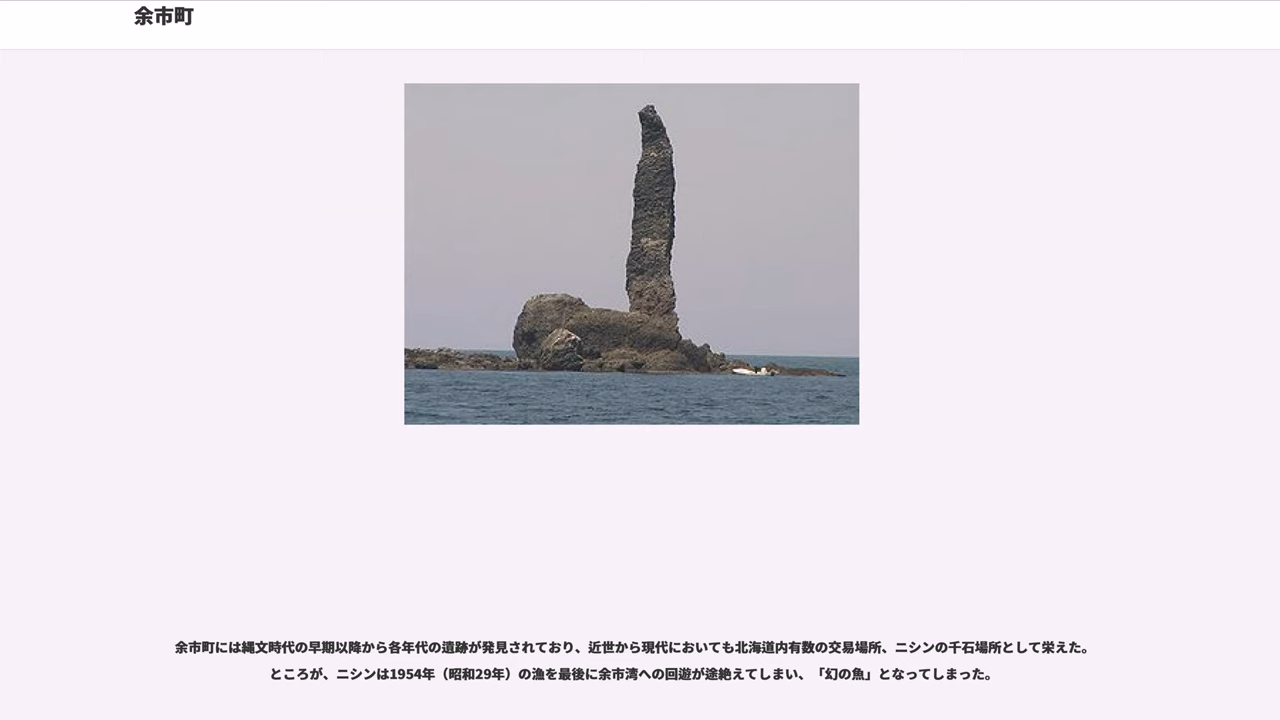 余市町
余市町には縄文時代の早期以降から各年代の遺跡が発見されており、近世から現代においても北海道内有数の交易場所、ニシンの千石場所として栄えた。
ところが、ニシンは1954年（昭和29年）の漁を最後に余市湾への回遊が途絶えてしまい、「幻の魚」となってしまった。